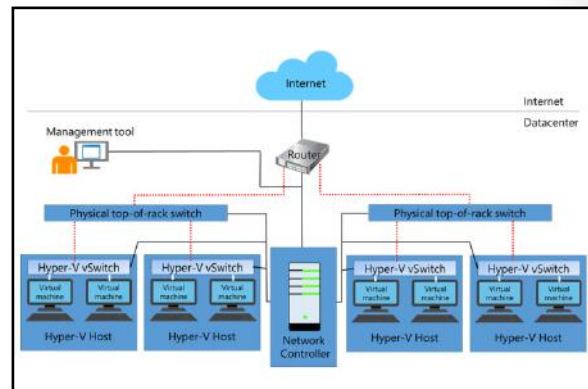 Internet
Internet
Datacenter
Management tool
Router
Physical top-of-rack switch
Physical top-of-rack switch
Hyper-V vSwitch
Hyper-V vSwitch
Hyper-V vSwitch
Hyper-V vSwitch
Virtual machine
Virtual machine
Virtual machine
Virtual machine
Virtual machine
Virtual machine
Virtual machine
Virtual machine
Hyper-V Host
Hyper-V Host
Network
Controller
Hyper-V Host
Hyper-V Host